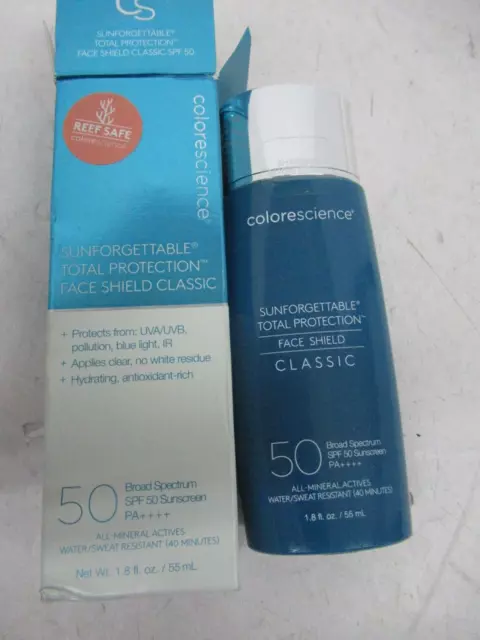 CS
SUNFORGETTABLE®
TOTAL PROTECTION™
FACE SHIELD CLASSIC SPF 50
REEF SAFE
colorescience
colorescience®
SUNFORGETTABLE®
TOTAL PROTECTION™
FACE SHIELD CLASSIC
+ Protects from: UVA/UVB,
pollution, blue light, IR
+ Applies clear, no white residue
+ Hydrating, antioxidant-rich
50
Broad Spectrum
SPF 50 Sunscreen
PA++++
ALL-MINERAL ACTIVES
WATER/SWEAT RESISTANT (40 MINUTES)
Net Wt. 1.8 fl. oz. / 55 mL
colorescience®
SUNFORGETTABLE®
TOTAL PROTECTION™
FACE SHIELD
CLASSIC
50
Broad Spectrum
SPF 50 Sunscreen
PA++++
ALL-MINERAL ACTIVES
WATER/SWEAT RESISTANT (40 MINUTES)
1.8 fl. oz. / 55 mL